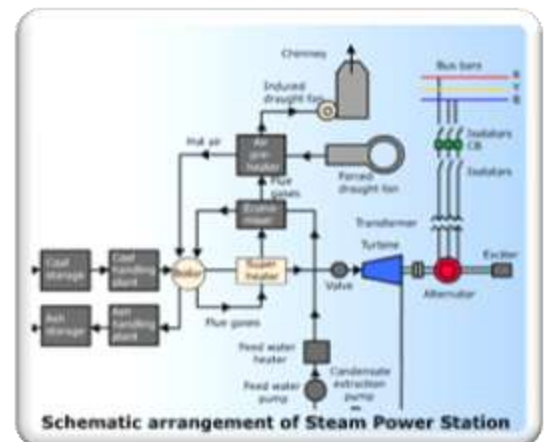 Chimney
Bus bars
R
Y
B
Induced
draught fan
Isolators
CB
Hot air
Air
pre-
heater
Isolators
Flue
gases
Forced
draught fan
Econo-
miser
Transformer
Turbine
Exciter
Coal
storage
Coal
handling
plant
Boiler
Super
heater
Valve
Alternator
Ash
storage
Ash
handling
plant
Flue gases
Feed water
heater
Condensate
extraction
pump
Feed water
pump
Schematic arrangement of Steam Power Station